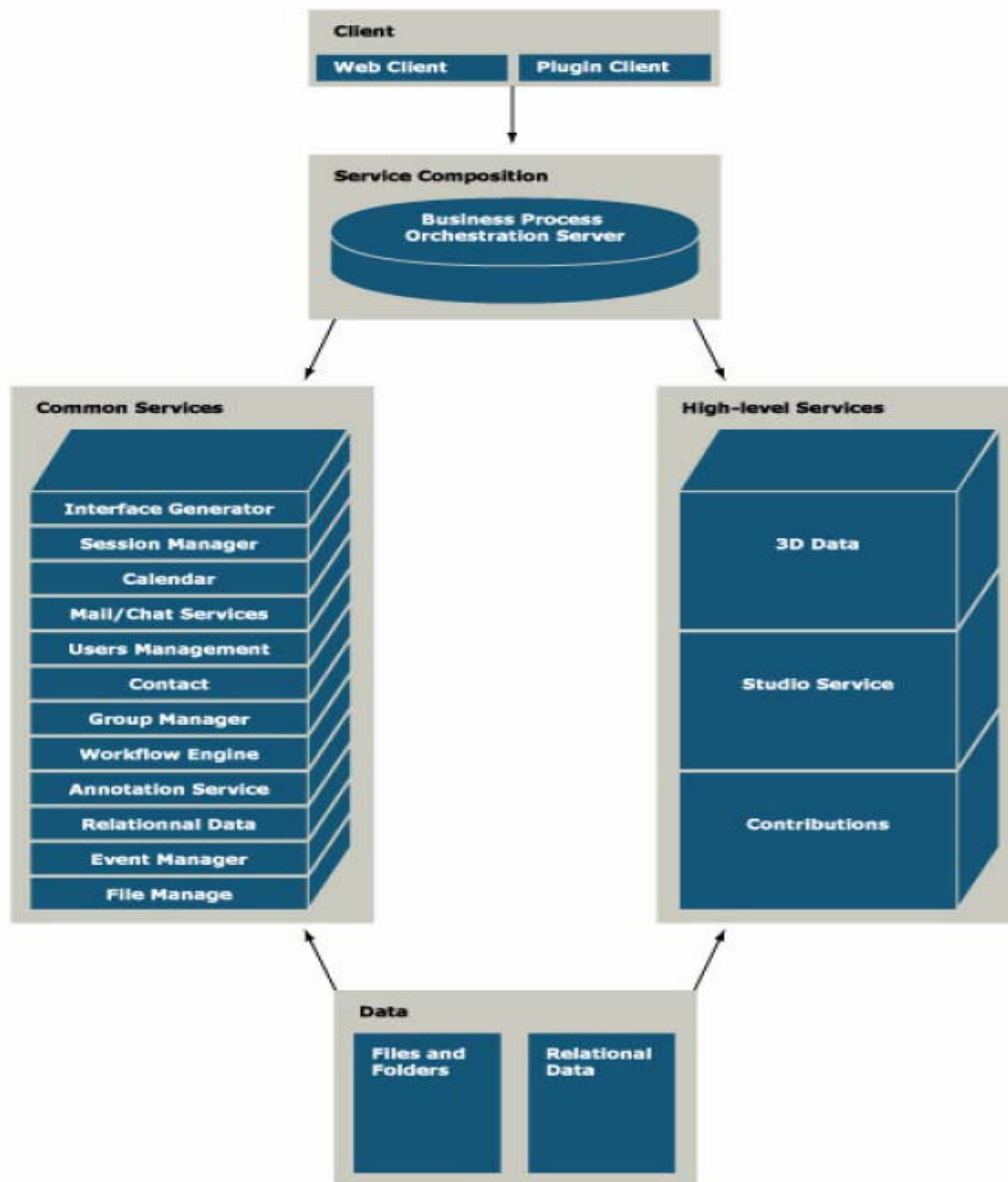 Client
Web Client
Plugin Client
Service Composition
Business Process
Orchestration Server
Common Services
Interface Generator
Session Manager
Calendar
Mail/Chat Services
Users Management
Contact
Group Manager
Workflow Engine
Annotation Service
Relationnal Data
Event Manager
File Manage
High-level Services
3D Data
Studio Service
Contributions
Data
Files and
Folders
Relational
Data